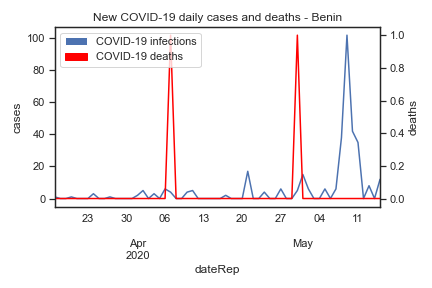 New COVID-19 daily cases and deaths - Benin
COVID-19 infections
COVID-19 deaths
100
80
60
40
20
0
cases
1.0
0.8
0.6
0.4
0.2
0.0
deaths
23 30 06 13 20 27 04 11
Apr May
2020
dateRep